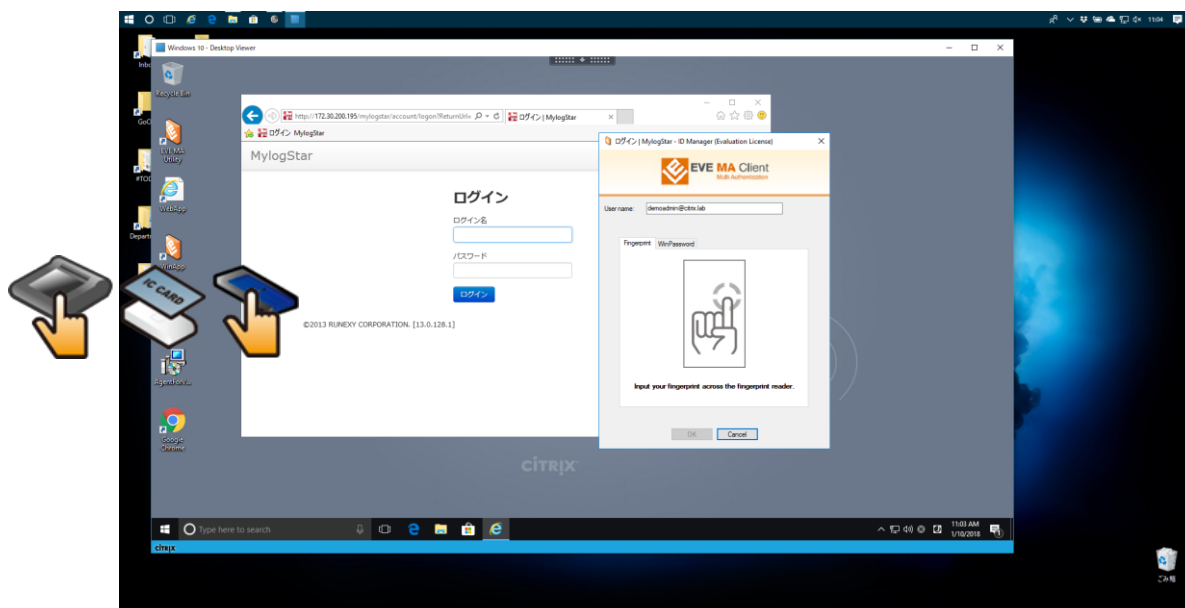 11:04
Windows 10 - Desktop Viewer
Recycle Bin
http://172.30.200.195/mylogstar/account/logon?ReturnUrl=
ログイン | MylogStar
ログイン MylogStar
MylogStar
ログイン
ログイン名
パスワード
ログイン
©2013 RUNEXY CORPORATION. [13.0.128.1]
ログイン | MylogStar - ID Manager (Evaluation License)
EVE MA Client
Multi Authentication
User name:
demoadmin@citrix.lab
Fingerprint
WinPassword
Input your fingerprint across the fingerprint reader.
OK
Cancel
EVE MA
Utility
WebApp
WinApp
IC CARD
Google
Chrome
CITRIX
Type here to search
11:03 AM
1/10/2018
citrix
ごみ箱